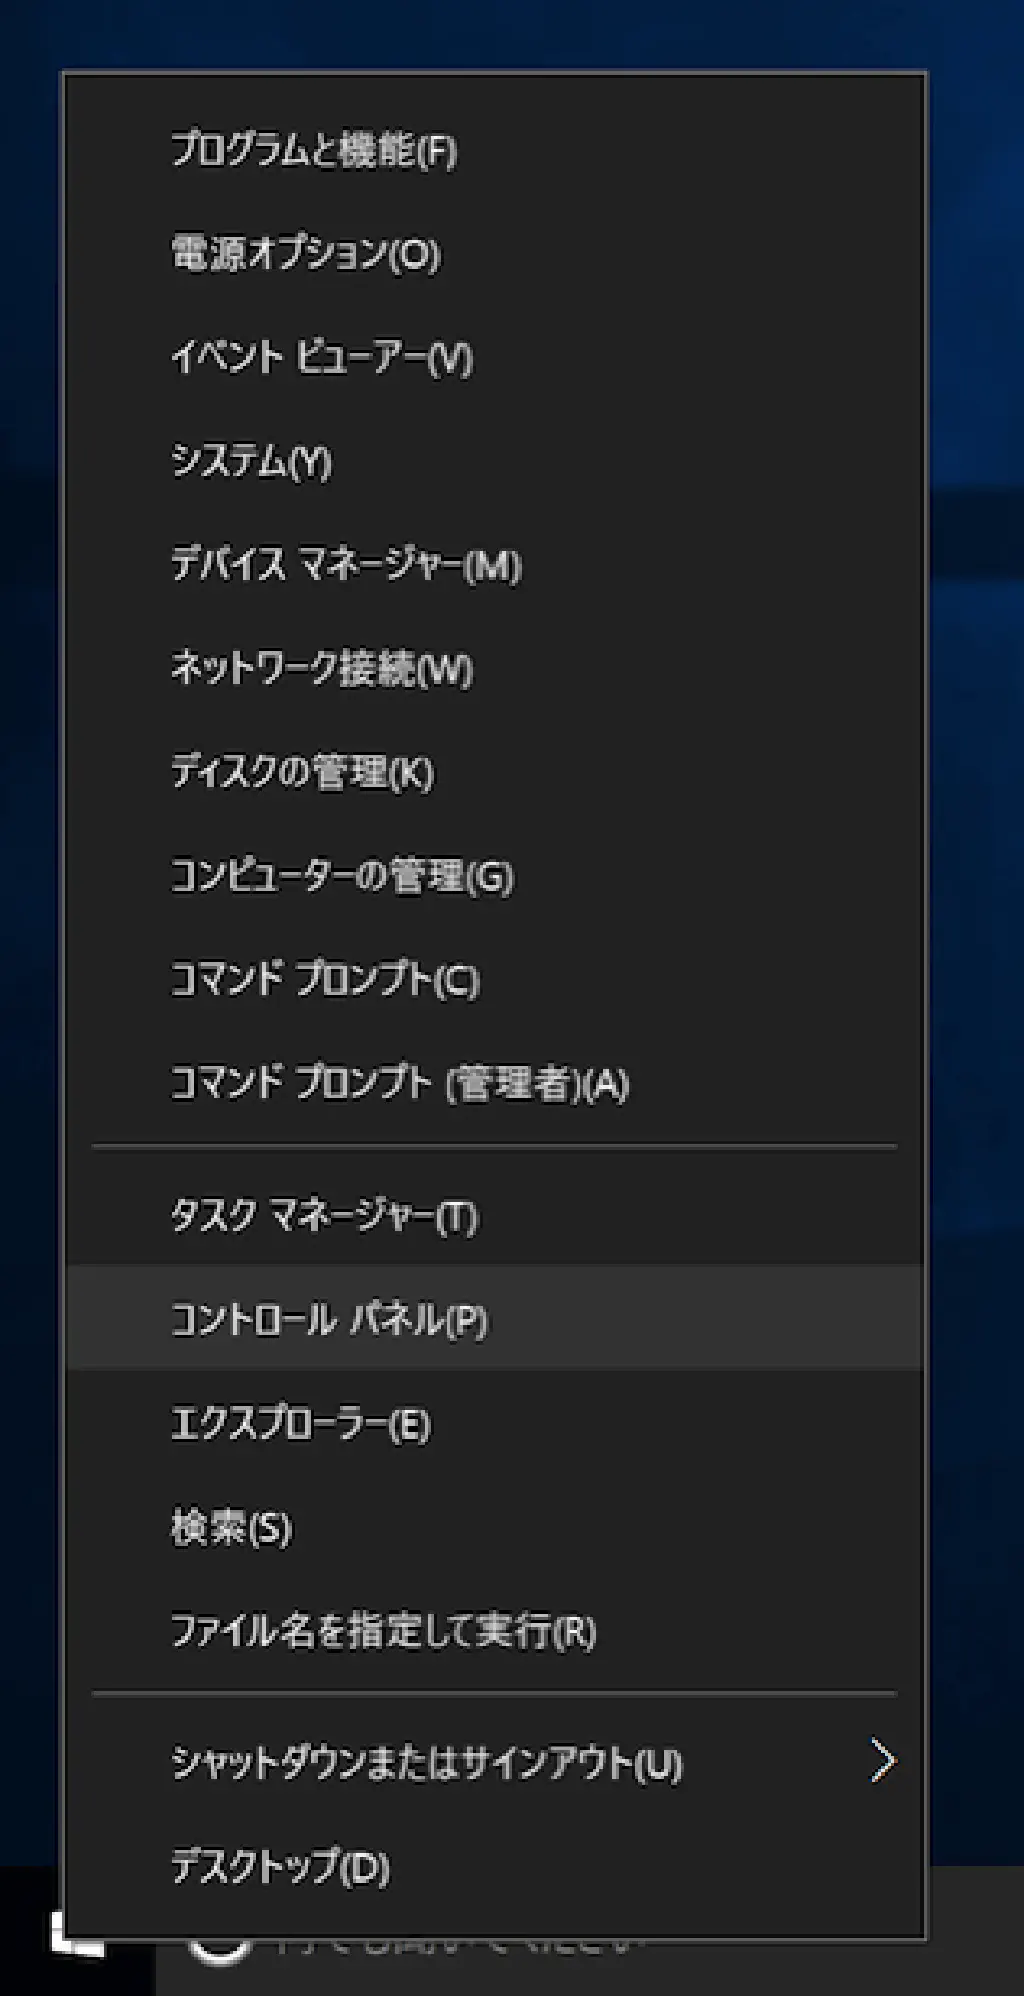 プログラムと機能(F)
電源オプション(O)
イベント ビューアー(V)
システム(Y)
デバイス マネージャー(M)
ネットワーク接続(W)
ディスクの管理(K)
コンピューターの管理(G)
コマンド プロンプト(C)
コマンド プロンプト (管理者)(A)
タスク マネージャー(T)
コントロール パネル(P)
エクスプローラー(E)
検索(S)
ファイル名を指定して実行(R)
シャットダウンまたはサインアウト(U)
デスクトップ(D)